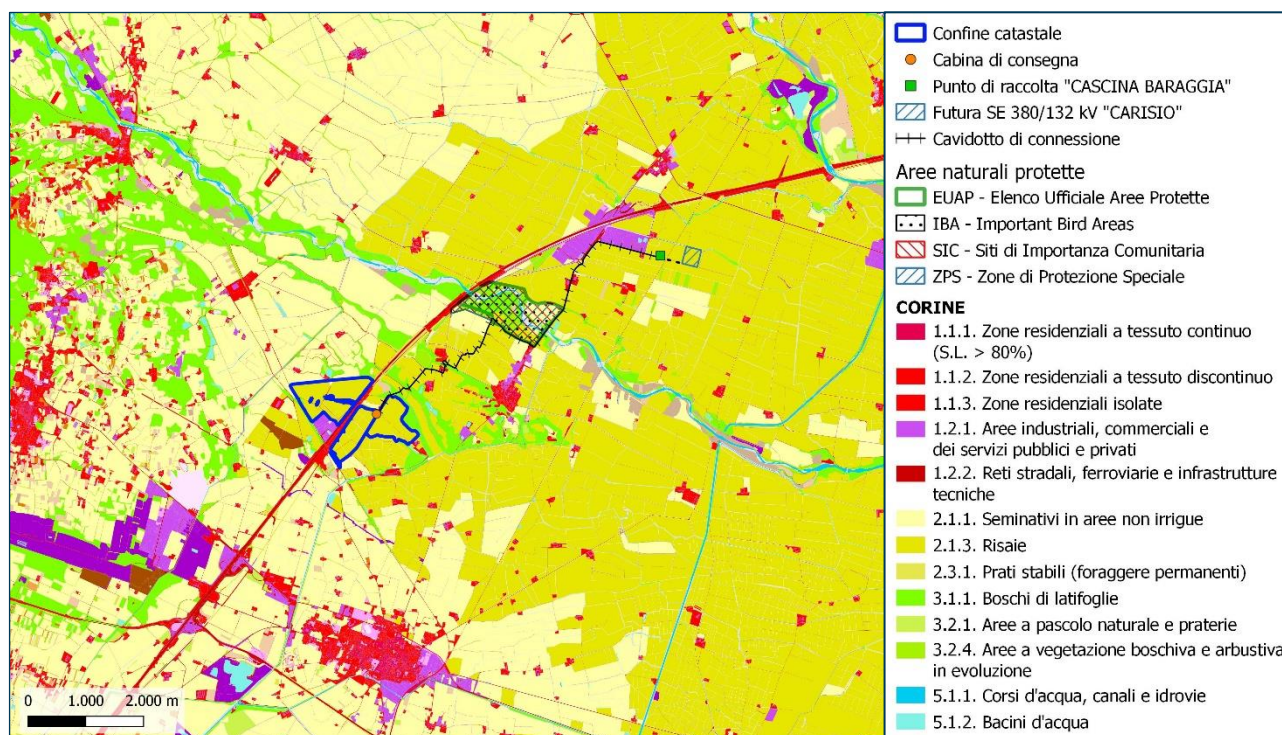 Confine catastale
Cabina di consegna
Punto di raccolta "CASCINA BARAGGIA"
Futura SE 380/132 kV "CARISIO"
Cavidotto di connessione
Aree naturali protette
EUAP - Elenco Ufficiale Aree Protette
IBA - Important Bird Areas
SIC - Siti di Importanza Comunitaria
ZPS - Zone di Protezione Speciale
CORINE
1.1.1. Zone residenziali a tessuto continuo
(S.L. > 80%)
1.1.2. Zone residenziali a tessuto discontinuo
1.1.3. Zone residenziali isolate
1.2.1. Aree industriali, commerciali e
dei servizi pubblici e privati
1.2.2. Reti stradali, ferroviarie e infrastrutture
tecniche
2.1.1. Seminativi in aree non irrigue
2.1.3. Risaie
2.3.1. Prati stabili (foraggere permanenti)
3.1.1. Boschi di latifoglie
3.2.1. Aree a pascolo naturale e praterie
3.2.4. Aree a vegetazione boschiva e arbustiva
in evoluzione
5.1.1. Corsi d'acqua, canali e idrovie
5.1.2. Bacini d'acqua
0 1.000 2.000 m